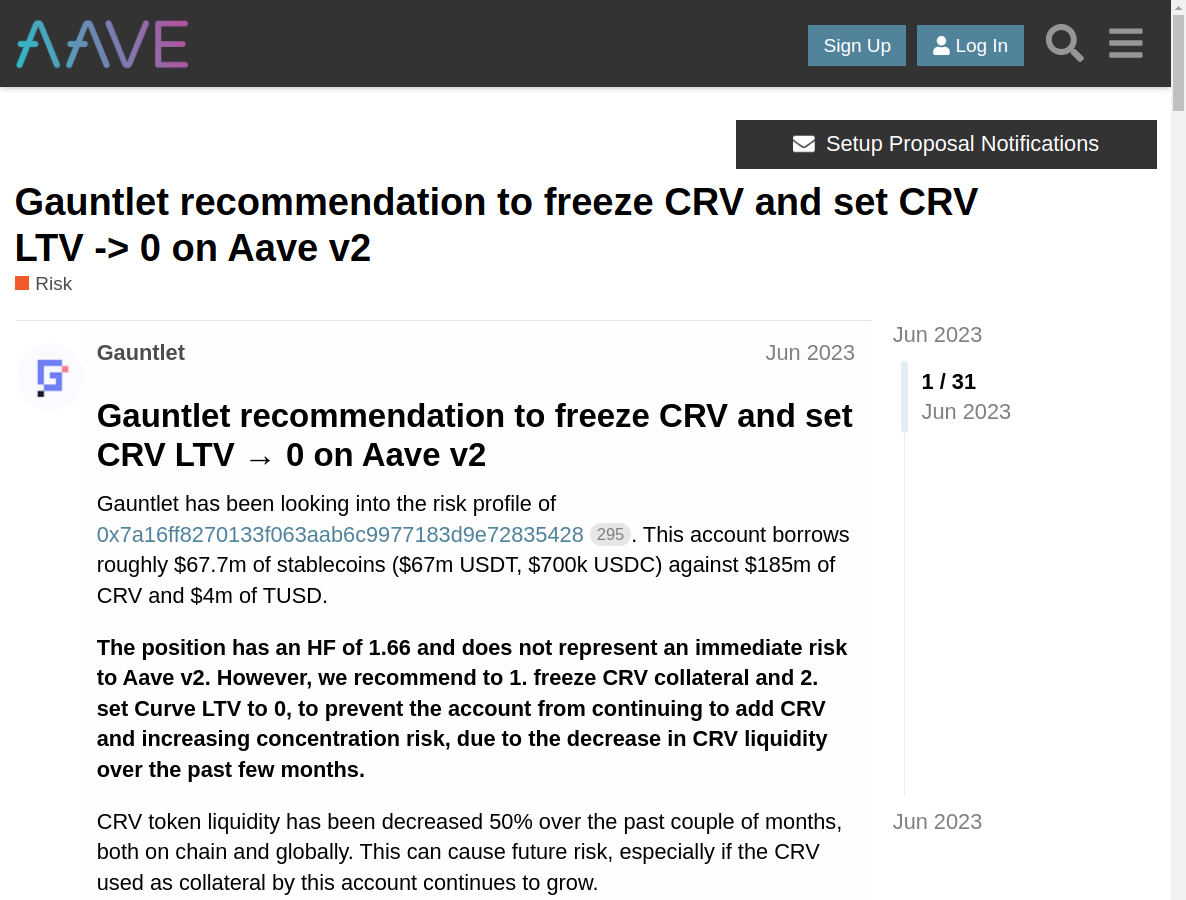 AAVE
Sign Up
Log In
Setup Proposal Notifications
Gauntlet recommendation to freeze CRV and set CRV
LTV -> 0 on Aave v2
Risk
Gauntlet
Jun 2023
Gauntlet recommendation to freeze CRV and set
CRV LTV → 0 on Aave v2
Gauntlet has been looking into the risk profile of
0x7a16ff8270133f063aab6c9977183d9e72835428 295 . This account borrows
roughly $67.7m of stablecoins ($67m USDT, $700k USDC) against $185m of
CRV and $4m of TUSD.
The position has an HF of 1.66 and does not represent an immediate risk
to Aave v2. However, we recommend to 1. freeze CRV collateral and 2.
set Curve LTV to 0, to prevent the account from continuing to add CRV
and increasing concentration risk, due to the decrease in CRV liquidity
over the past few months.
CRV token liquidity has been decreased 50% over the past couple of months,
both on chain and globally. This can cause future risk, especially if the CRV
used as collateral by this account continues to grow.
Jun 2023
1 / 31
Jun 2023
Jun 2023